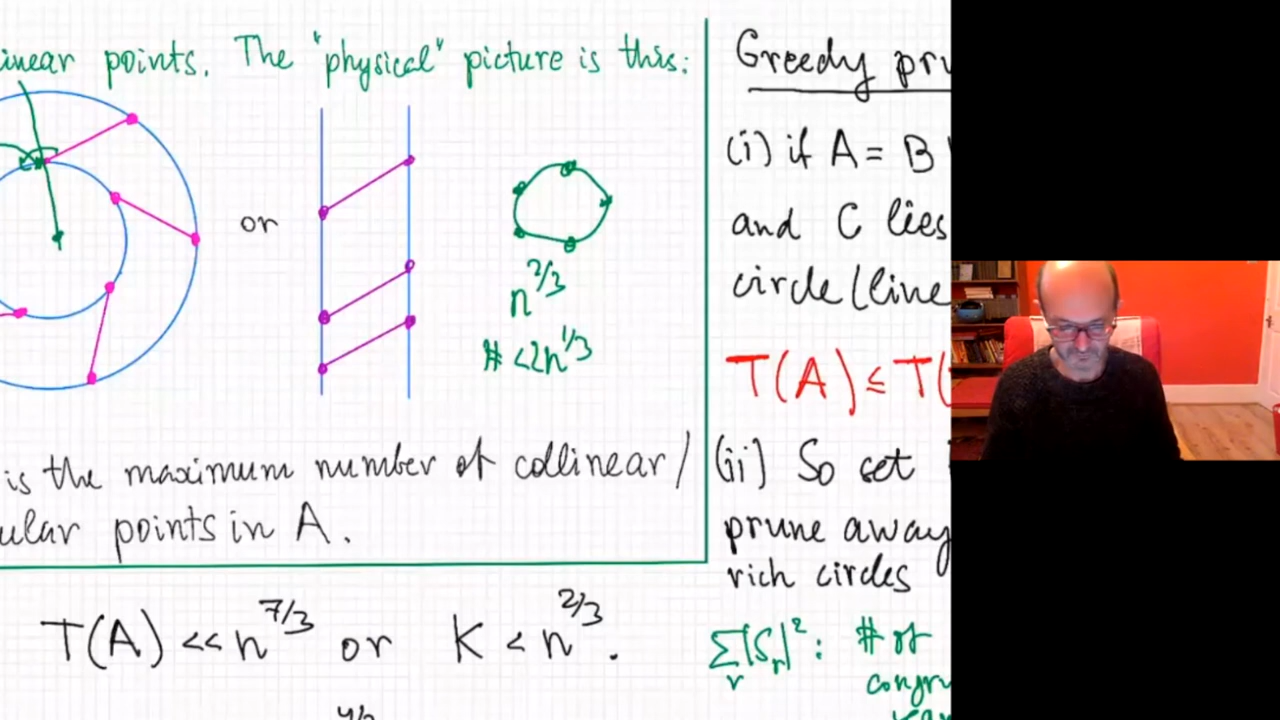 inear points. The "physical" picture is this:
or
n^{2/3}
# <2n^{1/3}
is the maximum number of collinear/
ular points in A.
T(A) << n^{7/3} or K < n^{2/3}.
Greedy pru
(i) if A = B
and C lies
circle (line
T(A) ≤ T(
(ii) So set
prune away
rich circles
∑_r |S_r|^2 : # of
congru